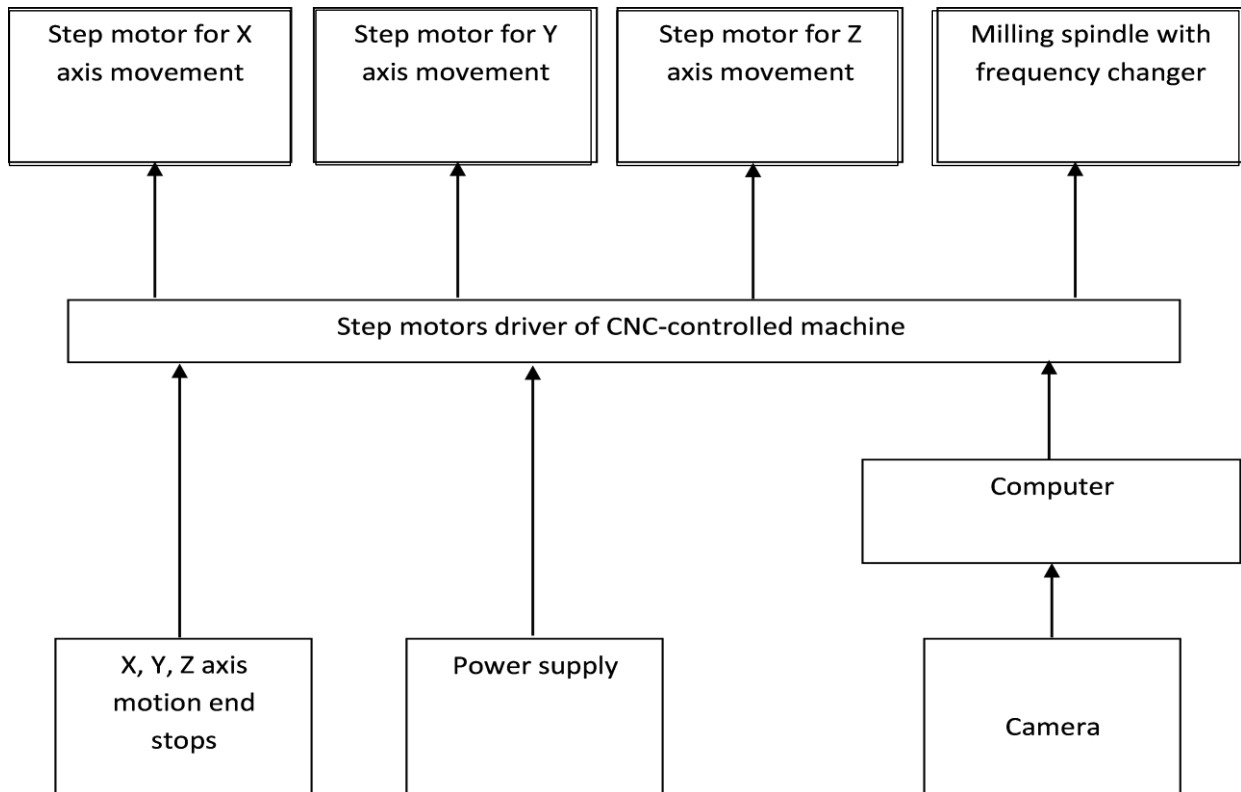 Step motor for X
axis movement
Step motor for Y
axis movement
Step motor for Z
axis movement
Milling spindle with
frequency changer
Step motors driver of CNC-controlled machine
Computer
X, Y, Z axis
motion end
stops
Power supply
Camera